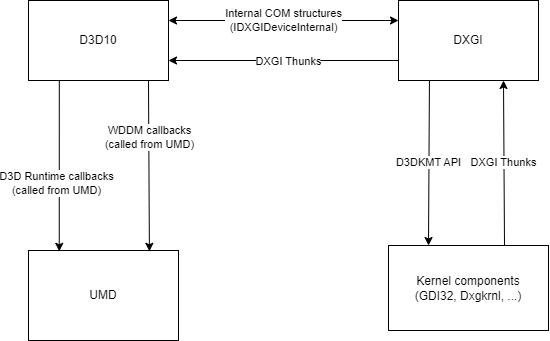 Internal COM structures
(IDXGIDeviceInternal)
D3D10
DXGI
DXGI Thunks
WDDM callbacks
(called from UMD)
D3D Runtime callbacks
(called from UMD)
D3DKMT API
DXGI Thunks
UMD
Kernel components
(GDI32, Dxgkrnl, ...)